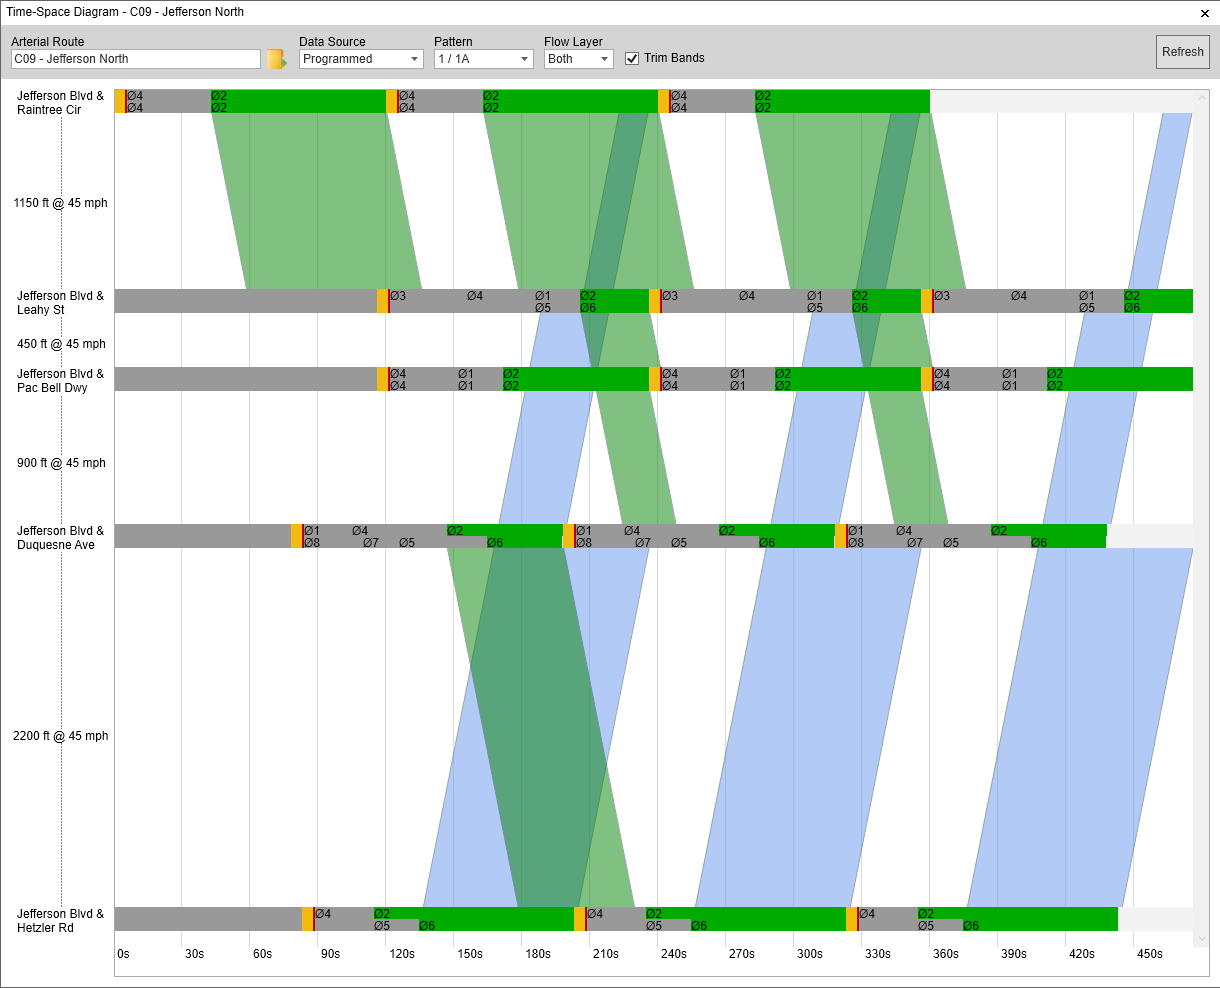 Time-Space Diagram - C09 - Jefferson North
Arterial Route
Data Source
Pattern
Flow Layer
C09 - Jefferson North
Programmed
1 / 1A
Both
Trim Bands
Refresh
Jefferson Blvd &
Raintree Cir
Ø4 Ø2 Ø4 Ø2 Ø4 Ø2
Ø4 Ø2 Ø4 Ø2 Ø4 Ø2
1150 ft @ 45 mph
Jefferson Blvd &
Leahy St
Ø3 Ø4 Ø1 Ø2 Ø3 Ø4 Ø1 Ø2 Ø3 Ø4 Ø1 Ø2
Ø5 Ø6 Ø5 Ø6 Ø5 Ø6
450 ft @ 45 mph
Jefferson Blvd &
Pac Bell Dwy
Ø4 Ø1 Ø2 Ø4 Ø1 Ø2 Ø4 Ø1 Ø2
Ø4 Ø1 Ø2 Ø4 Ø1 Ø2 Ø4 Ø1 Ø2
900 ft @ 45 mph
Jefferson Blvd &
Duquesne Ave
Ø1 Ø4 Ø2 Ø1 Ø4 Ø2 Ø1 Ø4 Ø2
Ø8 Ø7 Ø5 Ø6 Ø8 Ø7 Ø5 Ø6 Ø8 Ø7 Ø5 Ø6
2200 ft @ 45 mph
Jefferson Blvd &
Hetzler Rd
Ø4 Ø2 Ø4 Ø2 Ø4 Ø2
Ø5 Ø6 Ø5 Ø6 Ø5 Ø6
0s 30s 60s 90s 120s 150s 180s 210s 240s 270s 300s 330s 360s 390s 420s 450s